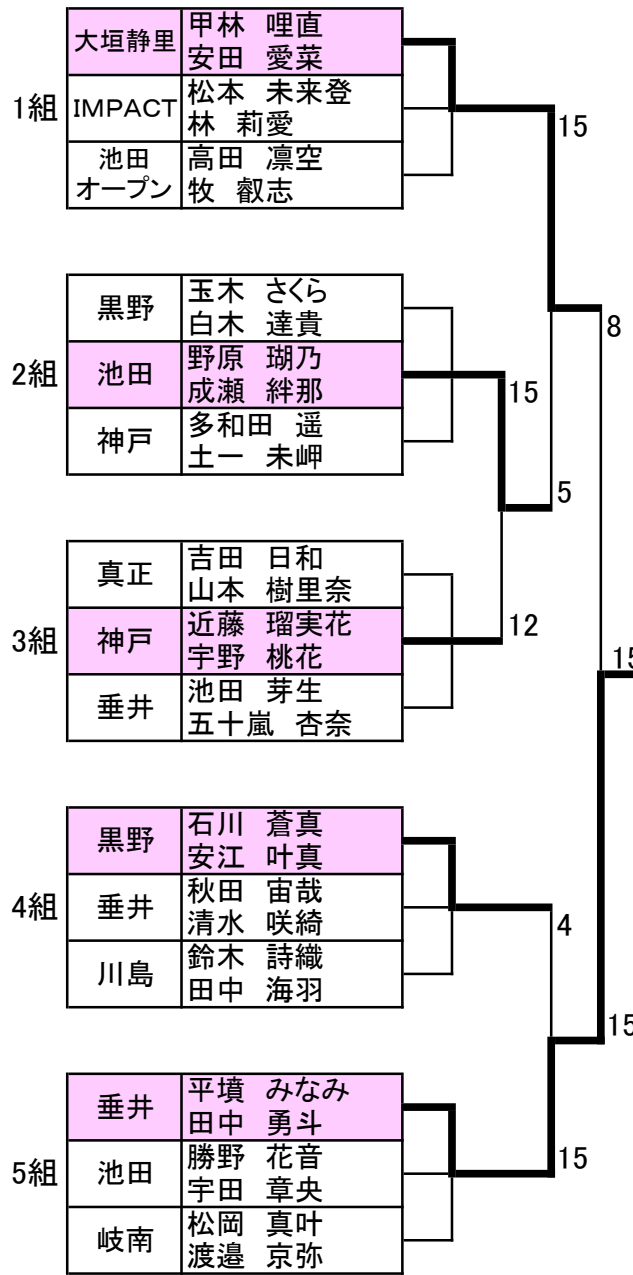 大垣静里 甲林 哩直
安田 愛菜
1組 IMPACT 松本 未来登
林 莉愛
池田
オープン 高田 凛空
牧 叡志
15
8
2組 黒野 玉木 さくら
白木 達貴
池田 野原 瑚乃
成瀬 絆那
神戸 多和田 遥
土一 未岬
15
5
3組 真正 吉田 日和
山本 樹里奈
神戸 近藤 瑠実花
宇野 桃花
垂井 池田 芽生
五十嵐 杏奈
12
15
4組 黒野 石川 蒼真
安江 叶真
垂井 秋田 宙哉
清水 咲綺
川島 鈴木 詩織
田中 海羽
4
15
5組 垂井 平墳 みなみ
田中 勇斗
池田 勝野 花音
宇田 章央
岐南 松岡 真叶
渡邉 京弥
15